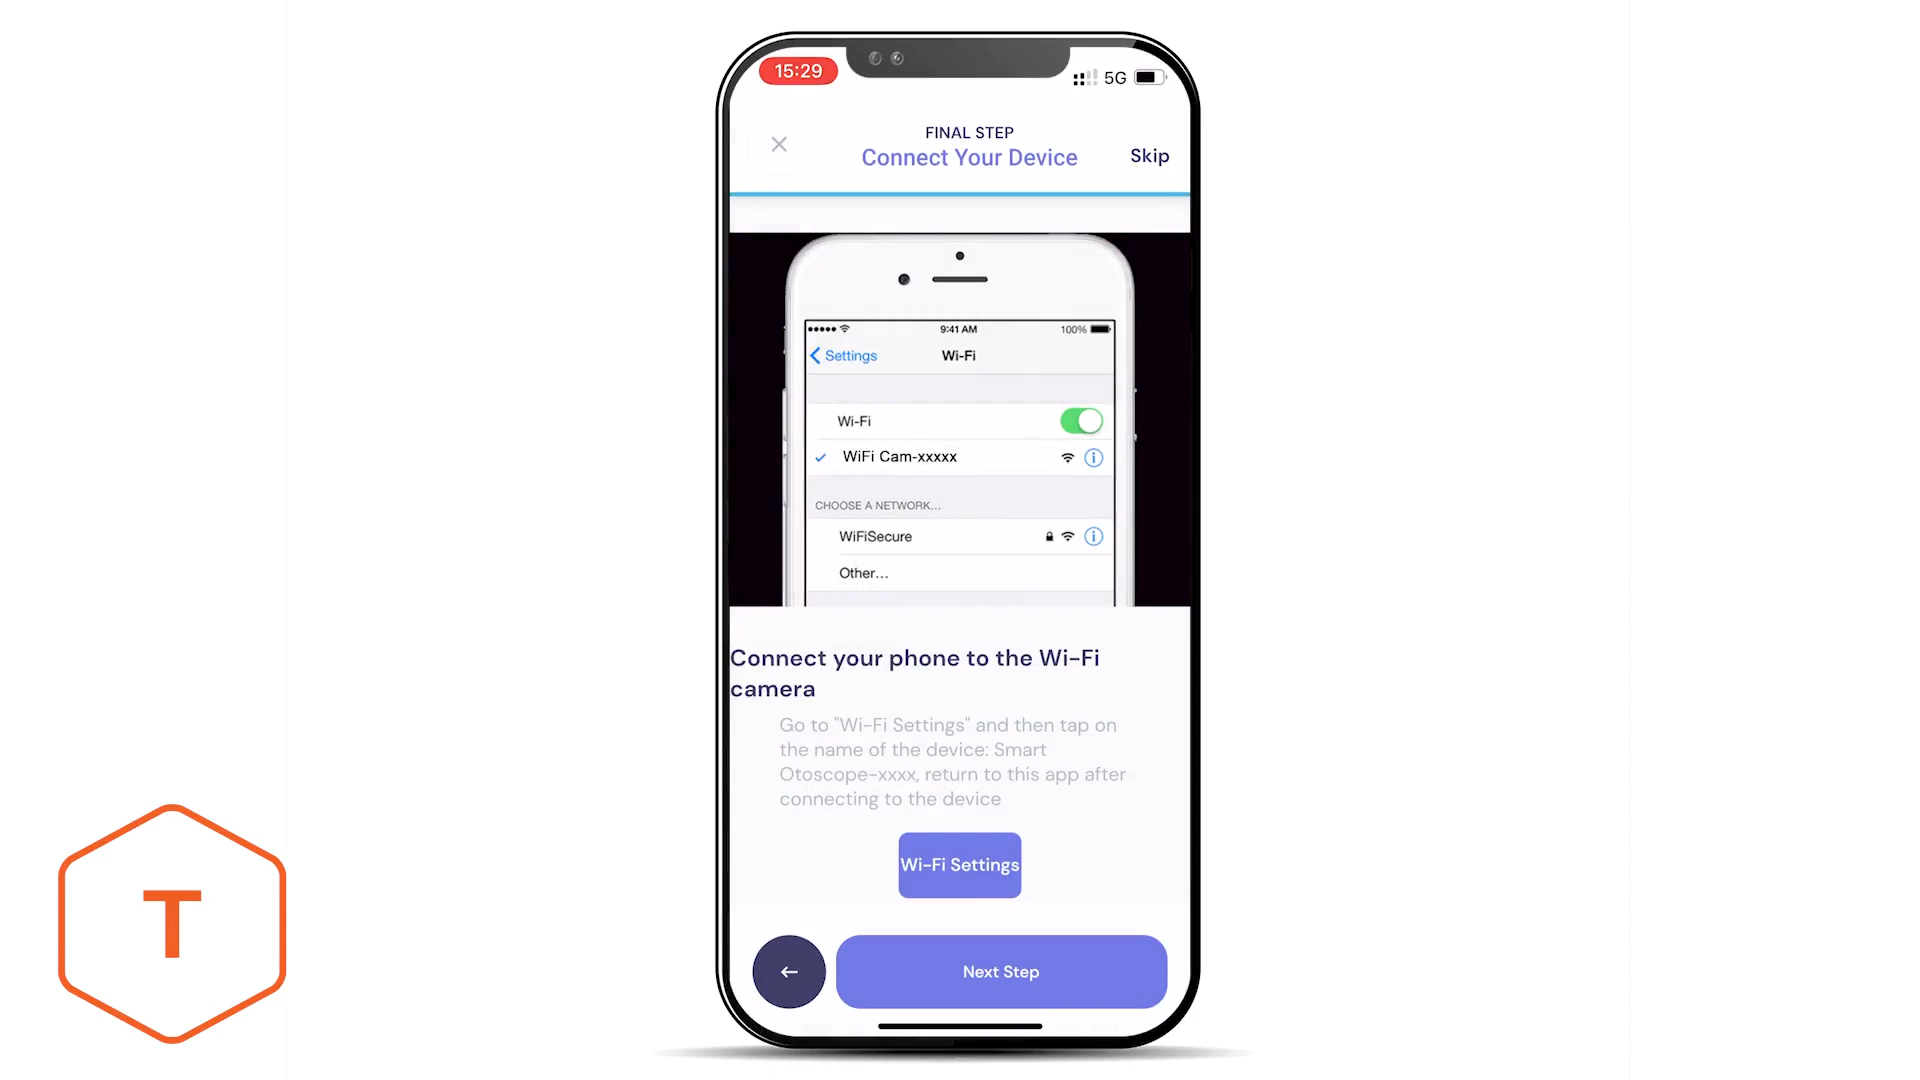 15:29
5G
FINAL STEP
Connect Your Device
Skip
9:41 AM
100%
Settings
Wi-Fi
Wi-Fi
WiFi Cam-xxxxx
CHOOSE A NETWORK...
WiFiSecure
Other...
Connect your phone to the Wi-Fi
camera
Go to "Wi-Fi Settings" and then tap on
the name of the device: Smart
Otoscope-xxxx, return to this app after
connecting to the device
Wi-Fi Settings
Next Step
T